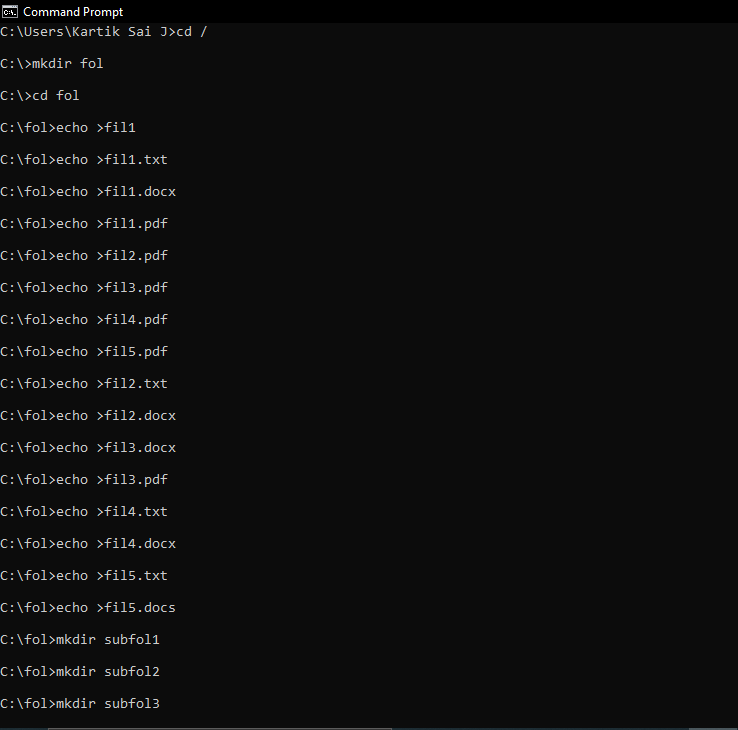 Command Prompt
C:\Users\Kartik Sai J>cd /
C:\>mkdir fol
C:\>cd fol
C:\fol>echo >fil1
C:\fol>echo >fil1.txt
C:\fol>echo >fil1.docx
C:\fol>echo >fil1.pdf
C:\fol>echo >fil2.pdf
C:\fol>echo >fil3.pdf
C:\fol>echo >fil4.pdf
C:\fol>echo >fil5.pdf
C:\fol>echo >fil2.txt
C:\fol>echo >fil2.docx
C:\fol>echo >fil3.docx
C:\fol>echo >fil3.pdf
C:\fol>echo >fil4.txt
C:\fol>echo >fil4.docx
C:\fol>echo >fil5.txt
C:\fol>echo >fil5.docs
C:\fol>mkdir subfol1
C:\fol>mkdir subfol2
C:\fol>mkdir subfol3